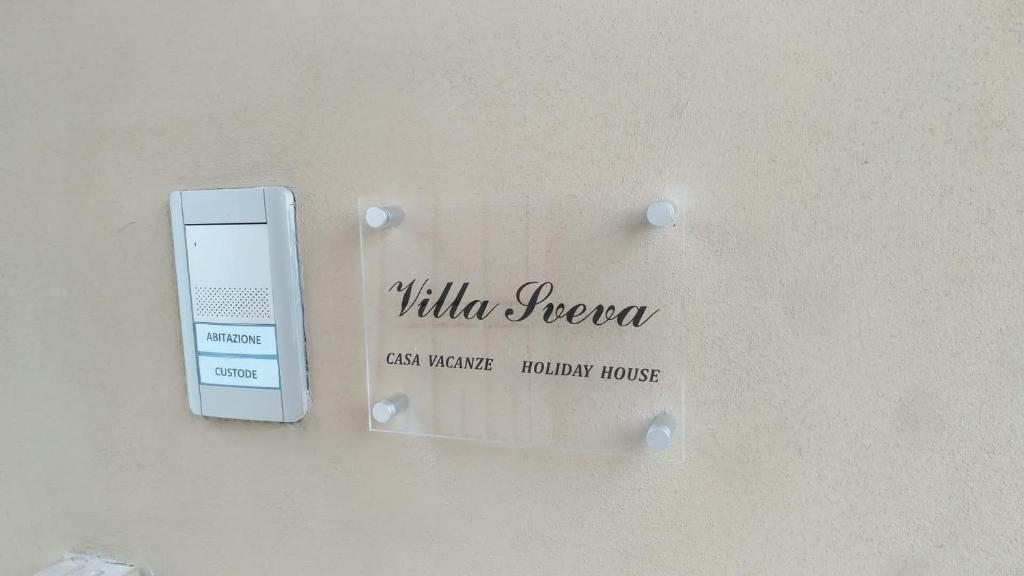 ABITAZIONE
CUSTODE
Villa Sveva
CASA VACANZE HOLIDAY HOUSE